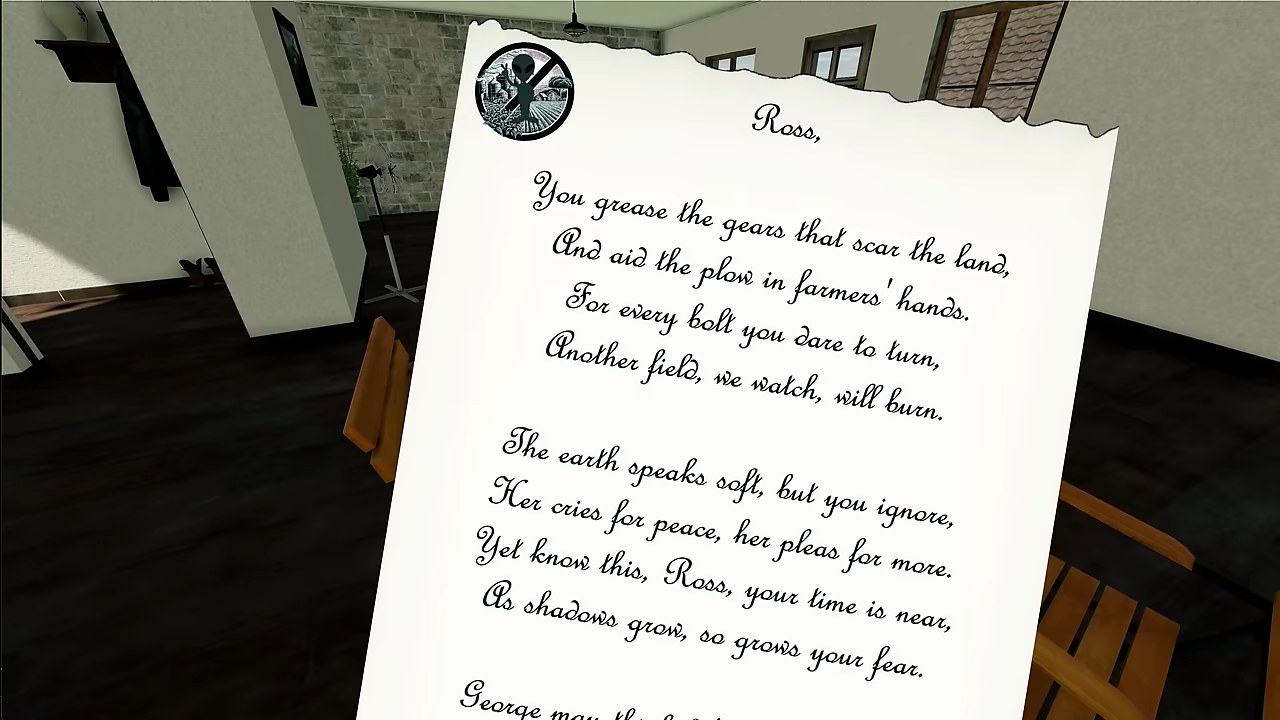 Ross,
You grease the gears that scar the land,
And aid the plow in farmers' hands.
For every bolt you dare to turn,
Another field, we watch, will burn.
The earth speaks soft, but you ignore,
Her cries for peace, her pleas for more.
Yet know this, Ross, your time is near,
As shadows grow, so grows your fear.
George may